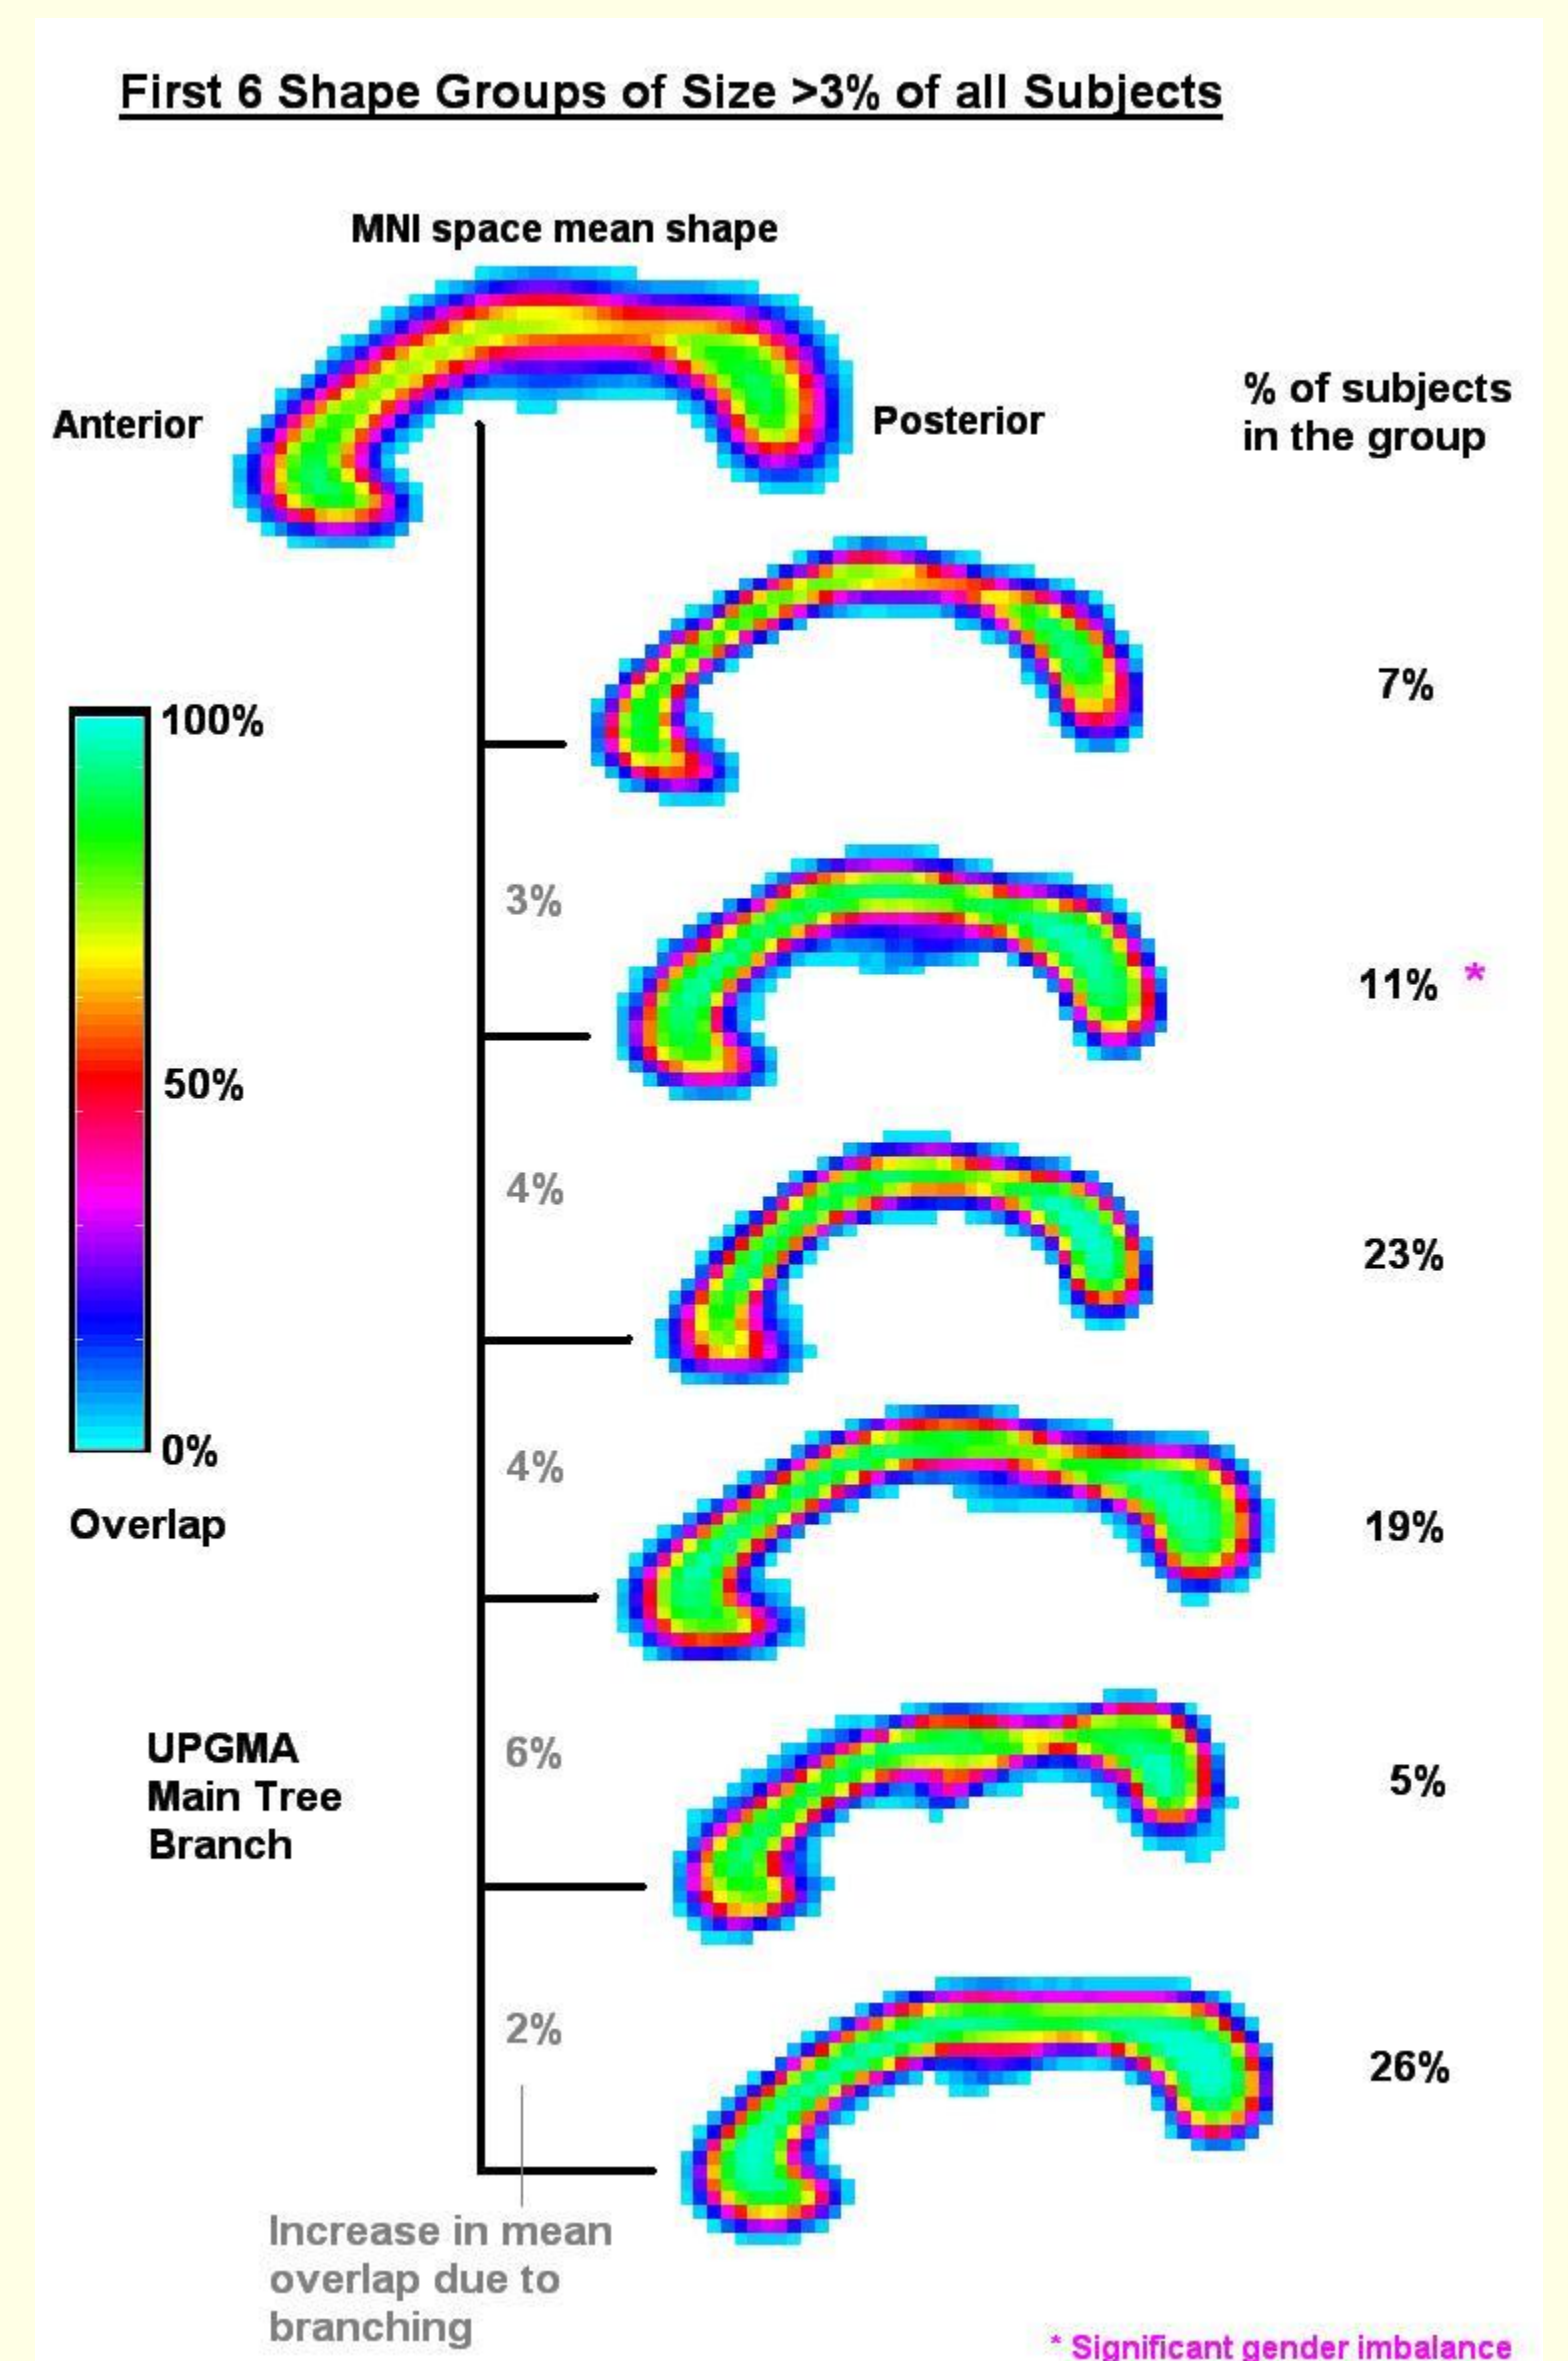 First 6 Shape Groups of Size >3% of all Subjects
MNI space mean shape
Anterior
Posterior
% of subjects
in the group
7%
100%
3%
11% *
50%
4%
23%
0%
4%
Overlap
19%
UPGMA
Main Tree
Branch
6%
5%
2%
26%
Increase in mean
overlap due to
branching
* Significant gender imbalance